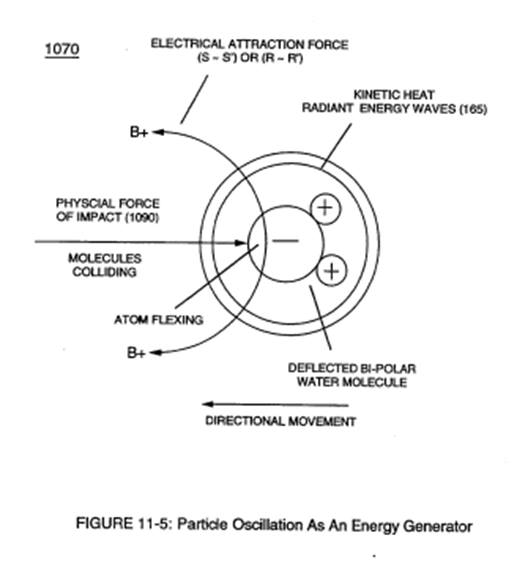 1070
ELECTRICAL ATTRACTION FORCE
(S – S') OR (R – R')
KINETIC HEAT
RADIANT ENERGY WAVES (165)
B+
PHYSCIAL FORCE
OF IMPACT (1090)
MOLECULES
COLLIDING
ATOM FLEXING
B+
+
—
+
DEFLECTED BI-POLAR
WATER MOLECULE
DIRECTIONAL MOVEMENT
FIGURE 11-5: Particle Oscillation As An Energy Generator